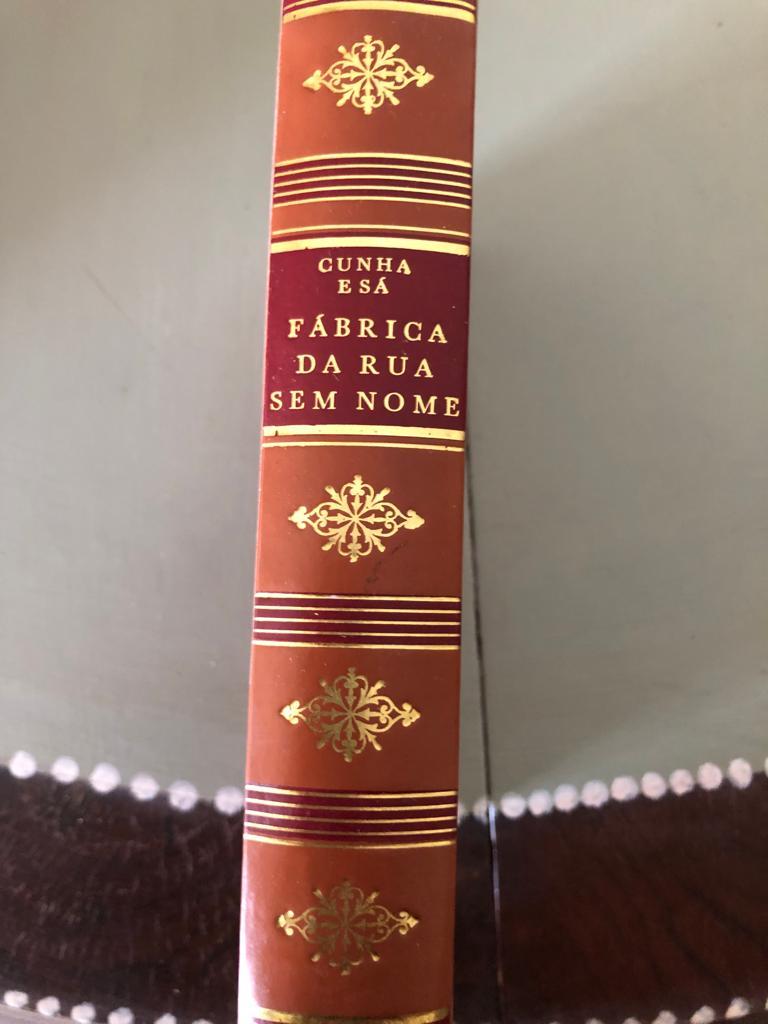 CUNHA
E SÁ
FÁBRICA
DA RUA
SEM NOME